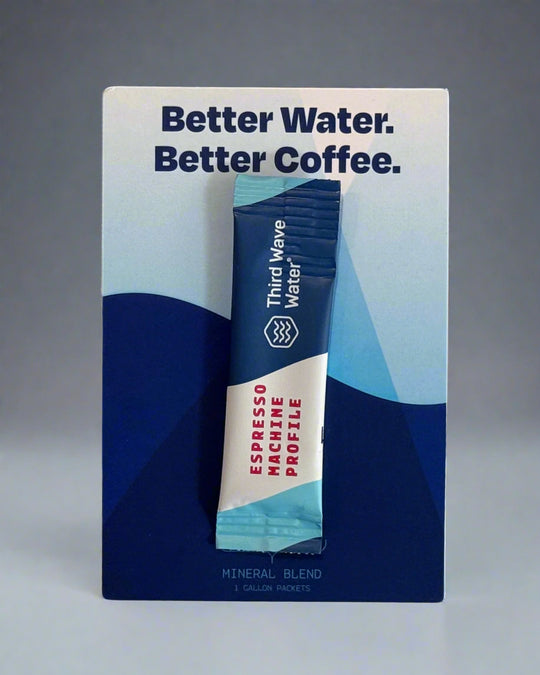 Better Water.
Better Coffee.
Third Wave
Water®
ESPRESSO
MACHINE
PROFILE
MINERAL BLEND
1 GALLON PACKETS